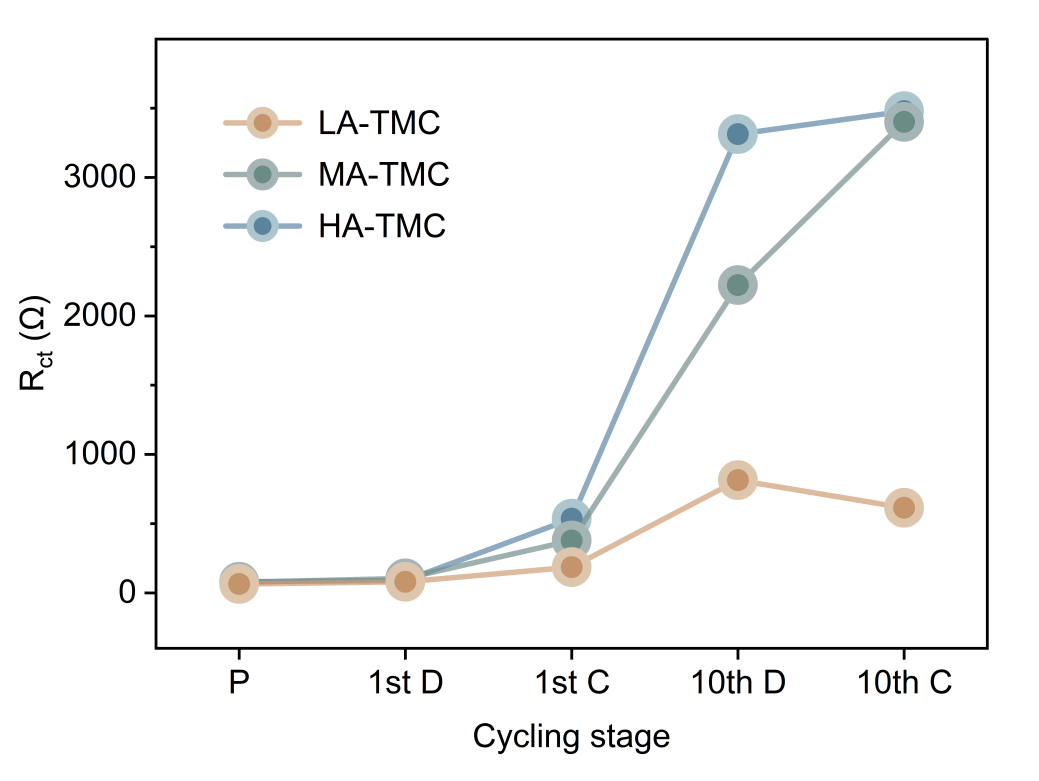 LA-TMC
MA-TMC
HA-TMC
3000
2000
1000
0
Rct (Ω)
P 1st D 1st C 10th D 10th C
Cycling stage